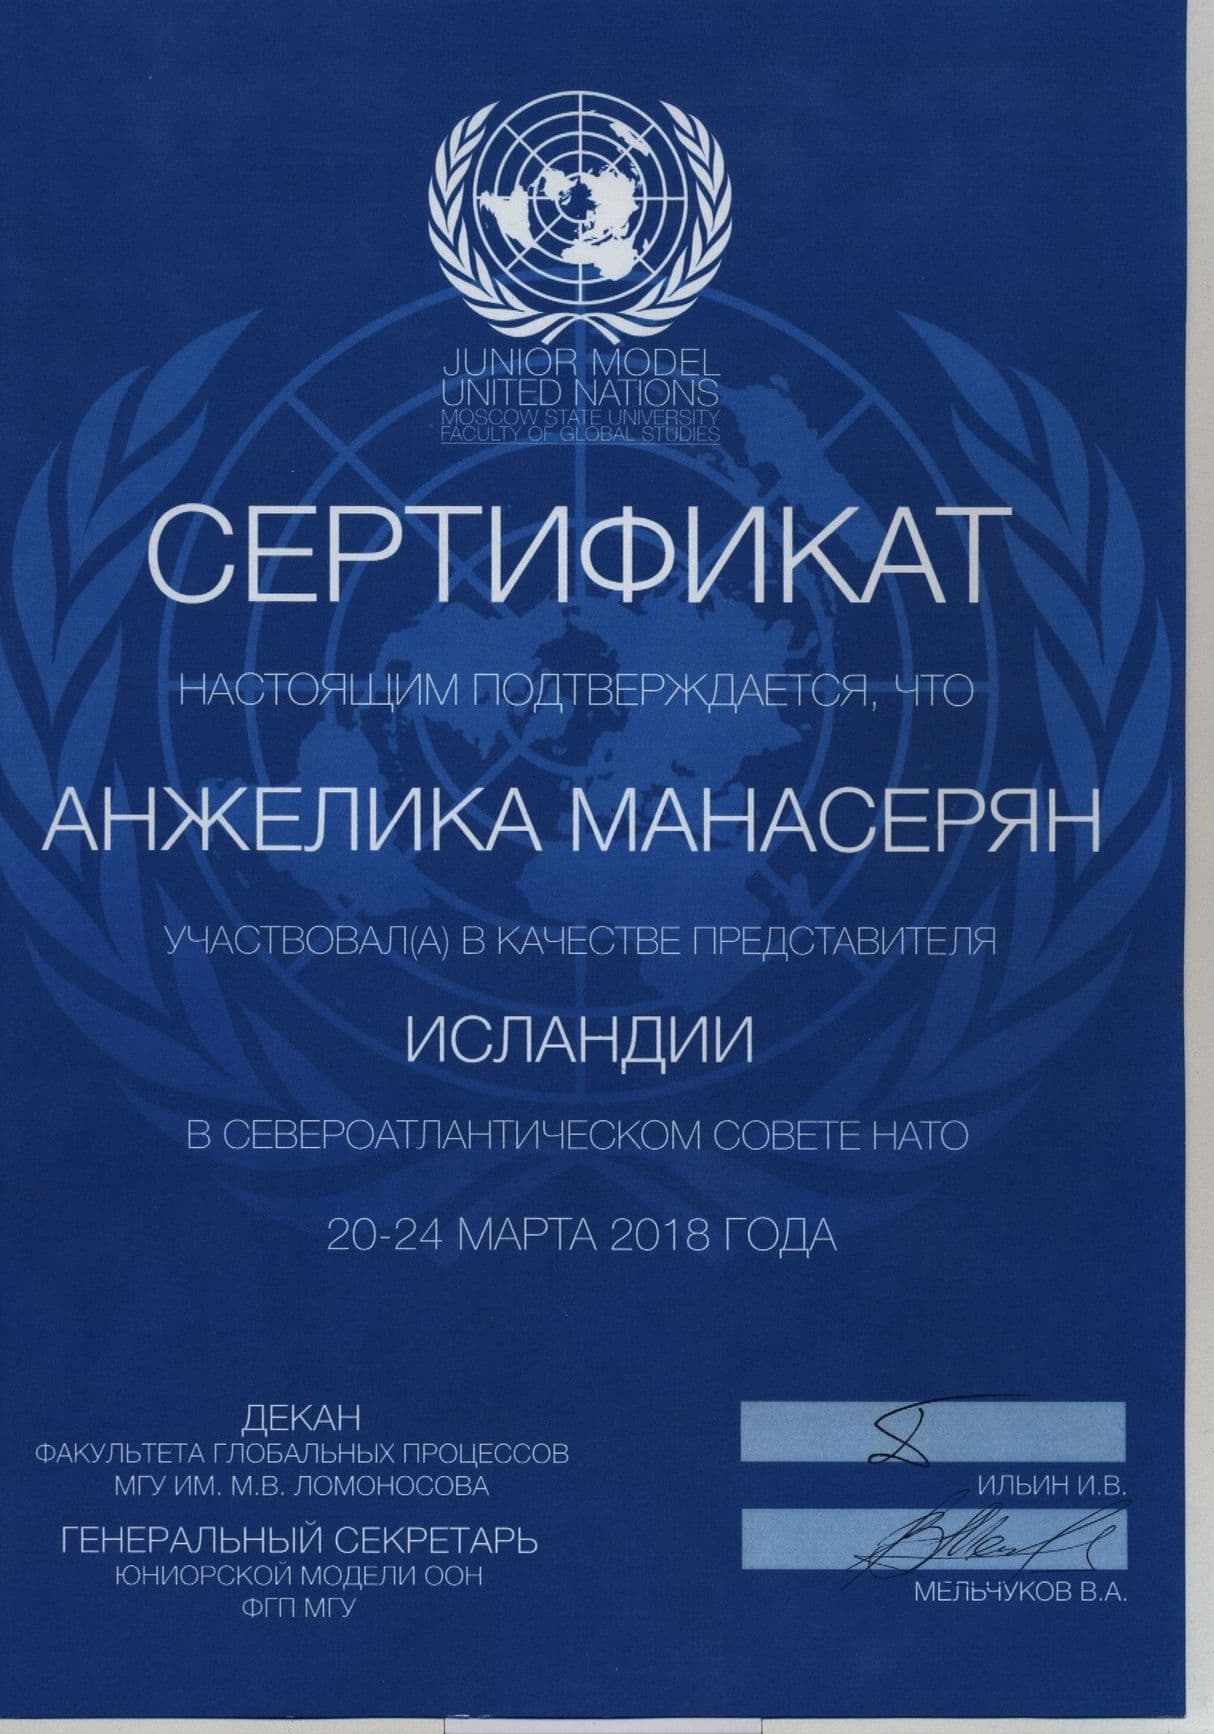 JUNIOR MODEL
UNITED NATIONS
MOSCOW STATE UNIVERSITY
FACULTY OF GLOBAL STUDIES
СЕРТИФИКАТ
НАСТОЯЩИМ ПОДТВЕРЖДАЕТСЯ, ЧТО
АНЖЕЛИКА МАНАСЕРЯН
УЧАСТВОВАЛ(А) В КАЧЕСТВЕ ПРЕДСТАВИТЕЛЯ
ИСЛАНДИИ
В СЕВЕРОАТЛАНТИЧЕСКОМ СОВЕТЕ НАТО
20-24 МАРТА 2018 ГОДА
ДЕКАН
ФАКУЛЬТЕТА ГЛОБАЛЬНЫХ ПРОЦЕССОВ
МГУ ИМ. М.В. ЛОМОНОСОВА
ИЛЬИН И.В.
ГЕНЕРАЛЬНЫЙ СЕКРЕТАРЬ
ЮНИОРСКОЙ МОДЕЛИ ООН
ФГП МГУ
МЕЛЬЧУКОВ В.А.